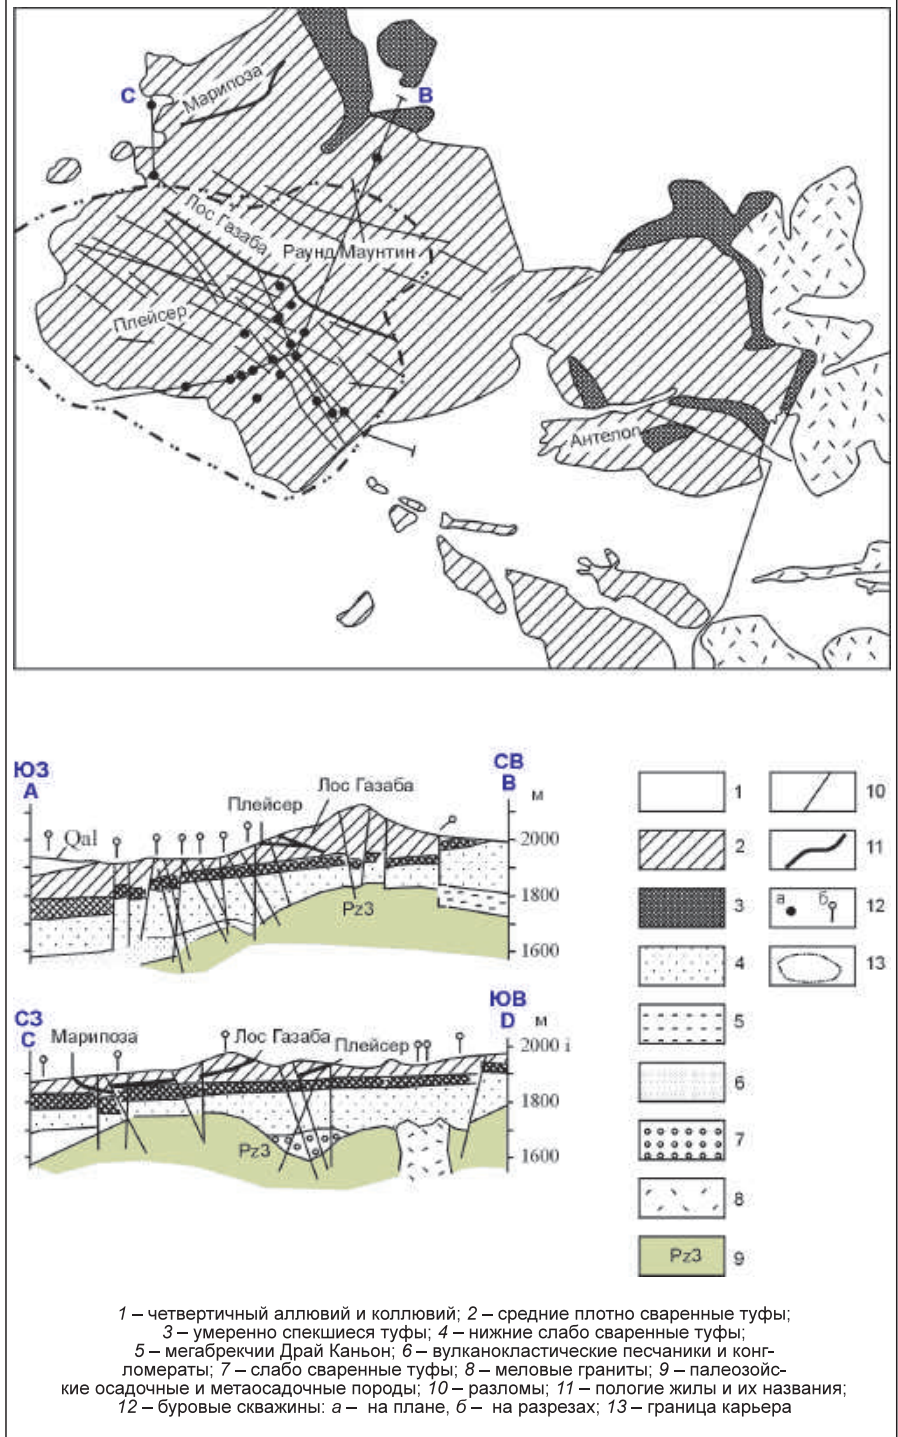 С
В
Марипоза
Лос Газаба
Раунд Маунтин
Плейсер
Антелоп
ЮЗ
А
СВ
В
м
Qal
Плейсер
Лос Газаба
2000
1800
1600
Pz3
СЗ
С
ЮВ
D
м
Марипоза
Лос Газаба
Плейсер
2000 i
1800
1600
Pz3
1
2
3
4
5
6
7
8
Pz3 9
10
11
а б 12
13
1 – четвертичный аллювий и коллювий; 2 – средние плотно сваренные туфы;
3 – умеренно спекшиеся туфы; 4 – нижние слабо сваренные туфы;
5 – мегабрекчии Драй Каньон; 6 – вулканокластические песчаники и конг-
ломераты; 7 – слабо сваренные туфы; 8 – меловые граниты; 9 – палеозойс-
кие осадочные и метаосадочные породы; 10 – разломы; 11 – пологие жилы и их названия;
12 – буровые скважины: а – на плане, б – на разрезах; 13 – граница карьера